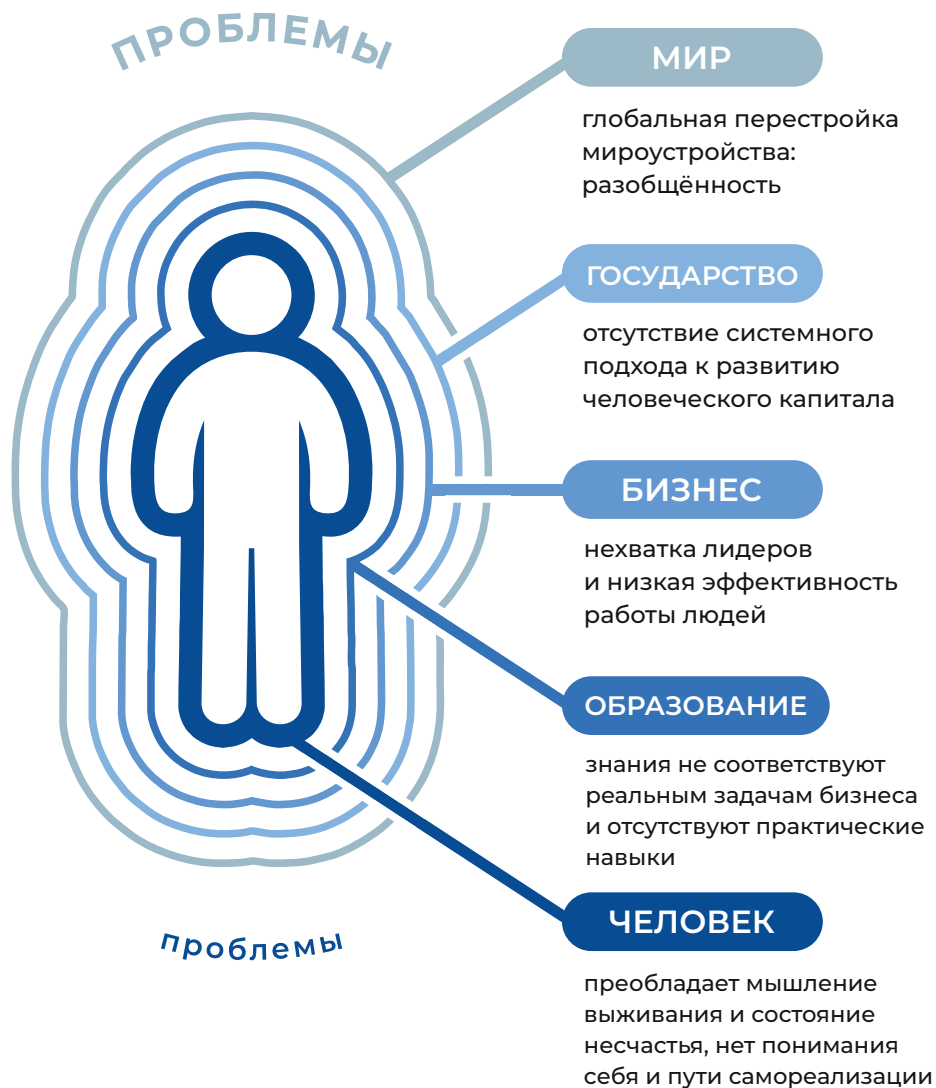 ПРОБЛЕМЫ
МИР
глобальная перестройка
мироустройства:
разобщённость
ГОСУДАРСТВО
отсутствие системного
подхода к развитию
человеческого капитала
БИЗНЕС
нехватка лидеров
и низкая эффективность
работы людей
ОБРАЗОВАНИЕ
знания не соответствуют
реальным задачам бизнеса
и отсутствуют практические
навыки
ЧЕЛОВЕК
преобладает мышление
выживания и состояние
несчастья, нет понимания
себя и пути самореализации
проблемы